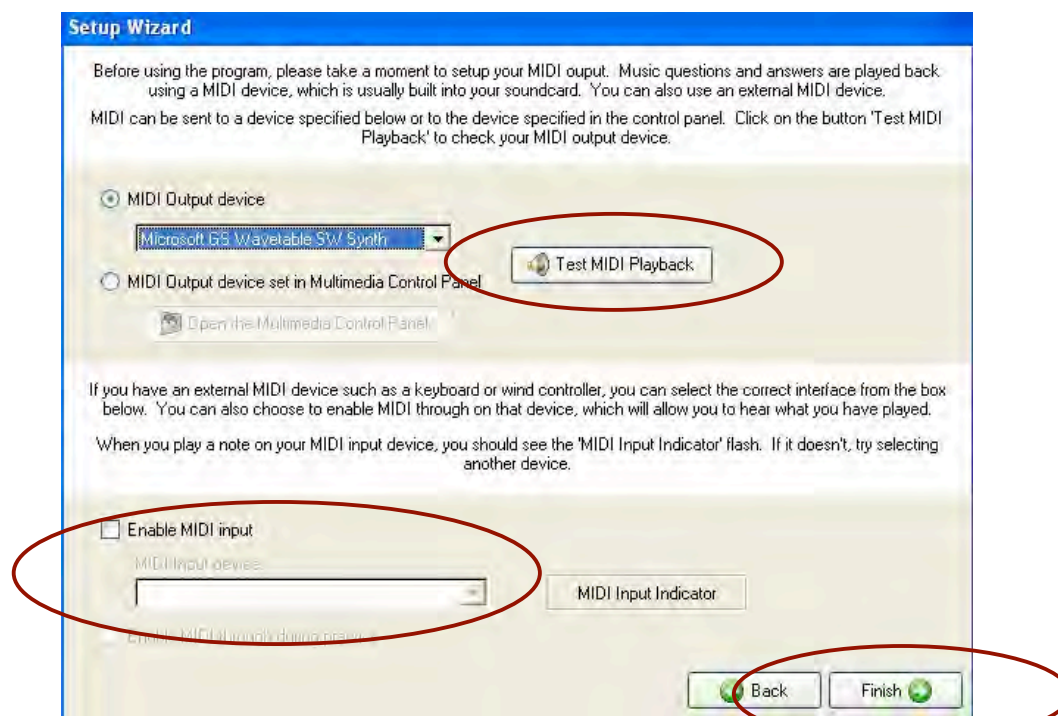 Setup Wizard
Before using the program, please take a moment to setup your MIDI ouput. Music questions and answers are played back
using a MIDI device, which is usually built into your soundcard. You can also use an external MIDI device.
MIDI can be sent to a device specified below or to the device specified in the control panel. Click on the button 'Test MIDI
Playback' to check your MIDI output device.
MIDI Output device
Microsoft GS Wavetable SW Synth
Test MIDI Playback
MIDI Output device set in Multimedia Control Panel
Open the Multimedia Control Panel
If you have an external MIDI device such as a keyboard or wind controller, you can select the correct interface from the box
below. You can also choose to enable MIDI through on that device, which will allow you to hear what you have played.
When you play a note on your MIDI input device, you should see the 'MIDI Input Indicator' flash. If it doesn't, try selecting
another device.
Enable MIDI input
MIDI Input device
MIDI Input Indicator
Enable MIDI through during
Back
Finish